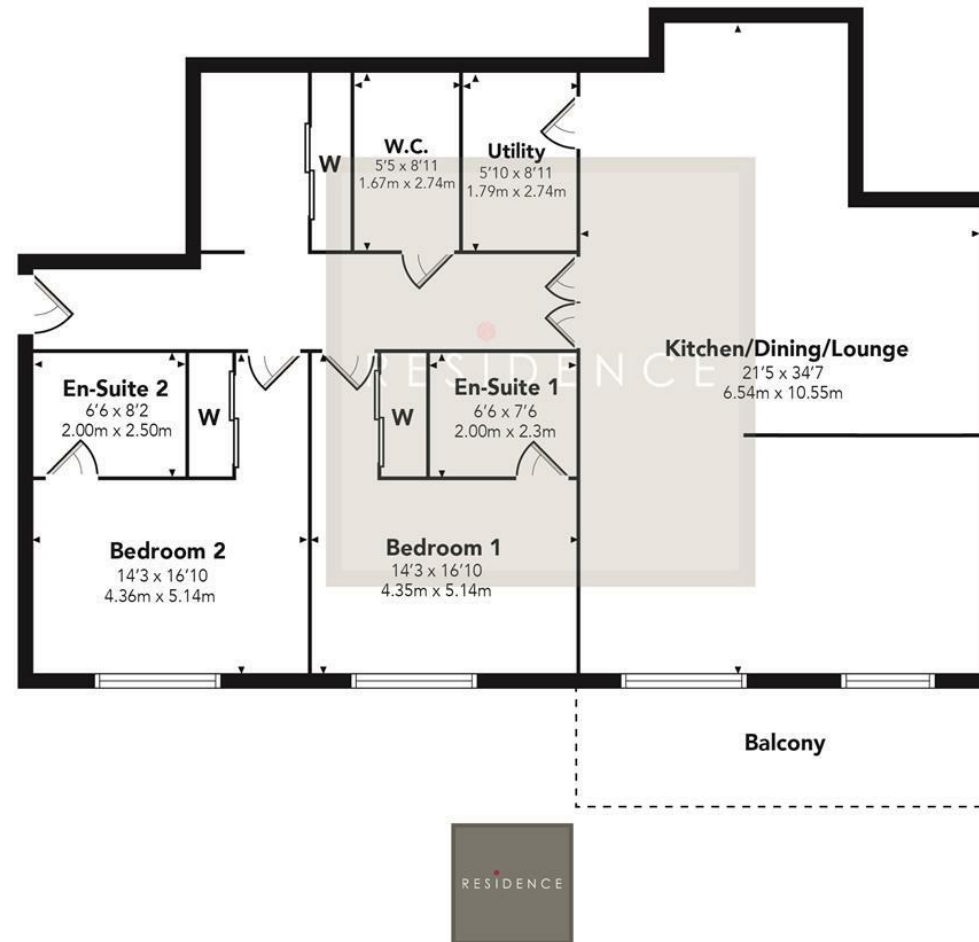 W.C.
5'5 x 8'11
1.67m x 2.74m
Utility
5'10 x 8'11
1.79m x 2.74m
W
RESIDENCE
Kitchen/Dining/Lounge
21'5 x 34'7
6.54m x 10.55m
En-Suite 2
6'6 x 8'2
2.00m x 2.50m
W
W
En-Suite 1
6'6 x 7'6
2.00m x 2.3m
Bedroom 2
14'3 x 16'10
4.36m x 5.14m
Bedroom 1
14'3 x 16'10
4.35m x 5.14m
Balcony
RESIDENCE